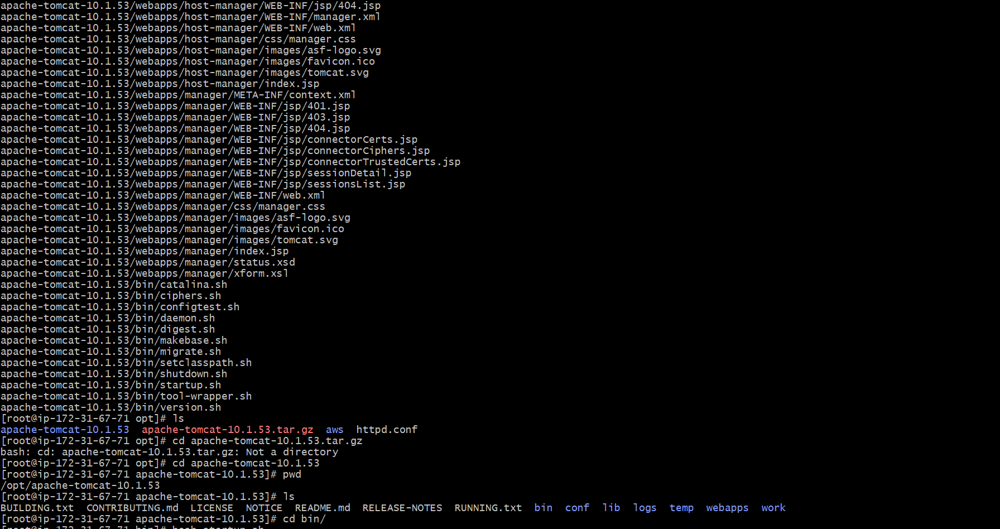 apache-tomcat-10.1.53/webapps/host-manager/WEB-INF/jsp/404.jsp
apache-tomcat-10.1.53/webapps/host-manager/WEB-INF/manager.xml
apache-tomcat-10.1.53/webapps/host-manager/WEB-INF/web.xml
apache-tomcat-10.1.53/webapps/host-manager/css/manager.css
apache-tomcat-10.1.53/webapps/host-manager/images/asf-logo.svg
apache-tomcat-10.1.53/webapps/host-manager/images/favicon.ico
apache-tomcat-10.1.53/webapps/host-manager/images/tomcat.svg
apache-tomcat-10.1.53/webapps/host-manager/index.jsp
apache-tomcat-10.1.53/webapps/manager/META-INF/context.xml
apache-tomcat-10.1.53/webapps/manager/WEB-INF/jsp/401.jsp
apache-tomcat-10.1.53/webapps/manager/WEB-INF/jsp/403.jsp
apache-tomcat-10.1.53/webapps/manager/WEB-INF/jsp/404.jsp
apache-tomcat-10.1.53/webapps/manager/WEB-INF/jsp/connectorCerts.jsp
apache-tomcat-10.1.53/webapps/manager/WEB-INF/jsp/connectorCiphers.jsp
apache-tomcat-10.1.53/webapps/manager/WEB-INF/jsp/connectorTrustedCerts.jsp
apache-tomcat-10.1.53/webapps/manager/WEB-INF/jsp/sessionDetail.jsp
apache-tomcat-10.1.53/webapps/manager/WEB-INF/jsp/sessionsList.jsp
apache-tomcat-10.1.53/webapps/manager/WEB-INF/web.xml
apache-tomcat-10.1.53/webapps/manager/css/manager.css
apache-tomcat-10.1.53/webapps/manager/images/asf-logo.svg
apache-tomcat-10.1.53/webapps/manager/images/favicon.ico
apache-tomcat-10.1.53/webapps/manager/images/tomcat.svg
apache-tomcat-10.1.53/webapps/manager/index.jsp
apache-tomcat-10.1.53/webapps/manager/status.xsd
apache-tomcat-10.1.53/webapps/manager/xform.xsl
apache-tomcat-10.1.53/bin/catalina.sh
apache-tomcat-10.1.53/bin/ciphers.sh
apache-tomcat-10.1.53/bin/configtest.sh
apache-tomcat-10.1.53/bin/daemon.sh
apache-tomcat-10.1.53/bin/digest.sh
apache-tomcat-10.1.53/bin/makebase.sh
apache-tomcat-10.1.53/bin/migrate.sh
apache-tomcat-10.1.53/bin/setclasspath.sh
apache-tomcat-10.1.53/bin/shutdown.sh
apache-tomcat-10.1.53/bin/startup.sh
apache-tomcat-10.1.53/bin/tool-wrapper.sh
apache-tomcat-10.1.53/bin/version.sh
[root@ip-172-31-67-71 opt]# ls
apache-tomcat-10.1.53  apache-tomcat-10.1.53.tar.gz  aws  httpd.conf
[root@ip-172-31-67-71 opt]# cd apache-tomcat-10.1.53.tar.gz
bash: cd: apache-tomcat-10.1.53.tar.gz: Not a directory
[root@ip-172-31-67-71 opt]# cd apache-tomcat-10.1.53
[root@ip-172-31-67-71 apache-tomcat-10.1.53]# pwd
/opt/apache-tomcat-10.1.53
[root@ip-172-31-67-71 apache-tomcat-10.1.53]# ls
BUILDING.txt  CONTRIBUTING.md  LICENSE  NOTICE  README.md  RELEASE-NOTES  RUNNING.txt  bin  conf  lib  logs  temp  webapps  work
[root@ip-172-31-67-71 apache-tomcat-10.1.53]# cd bin/
[root@ip-172-31-67-71 bin]# bash startup.sh